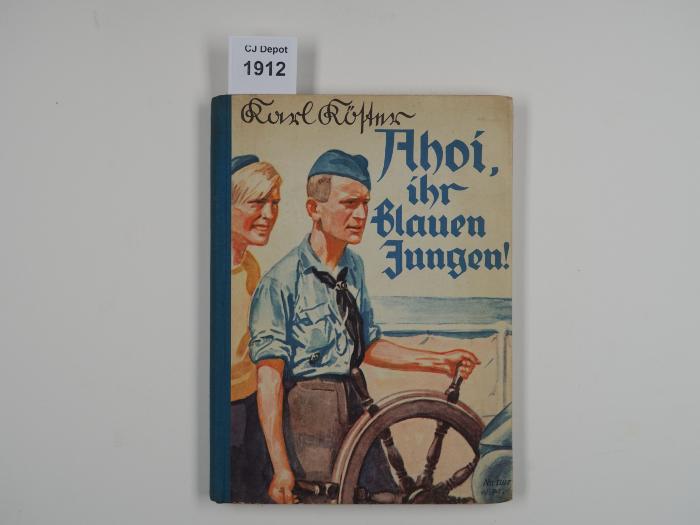 CJ Depot
1912
Karl Köster
Ahoi,
ihr
Blauen
Jungen!